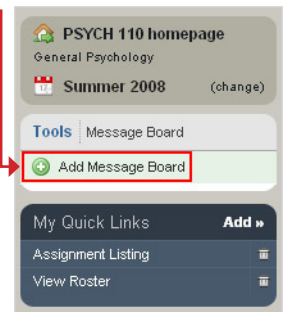 PSYCH 110 homepage
General Psychology
Summer 2008 (change)
Tools Message Board
Add Message Board
My Quick Links Add »
Assignment Listing
View Roster